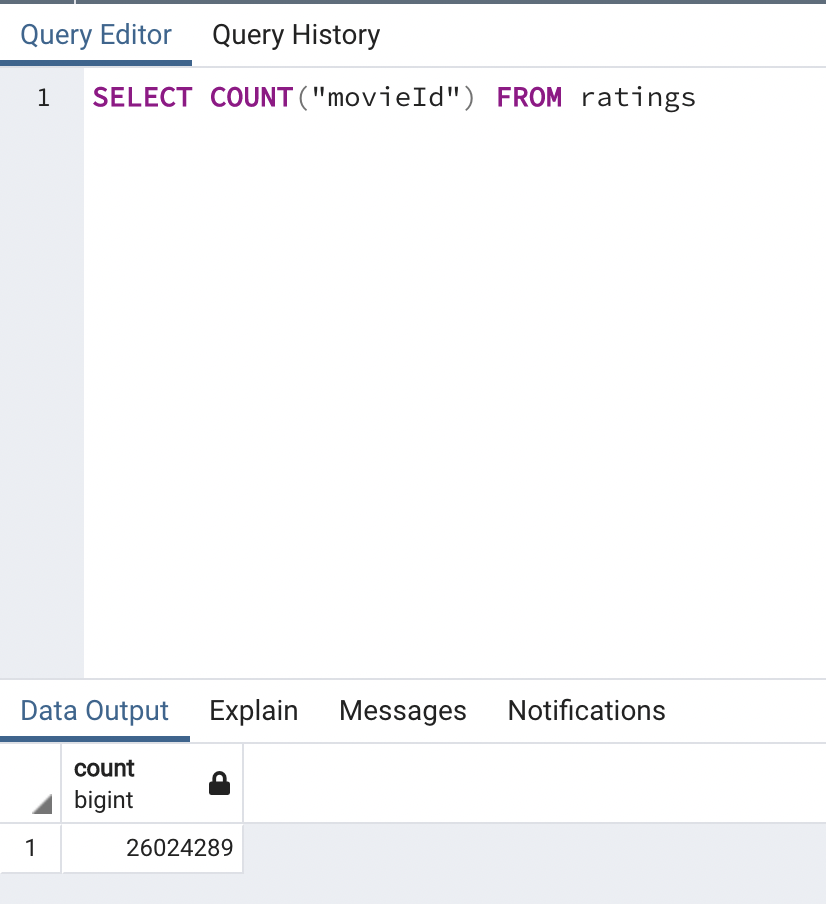 Query Editor Query History
1 SELECT COUNT("movieId") FROM ratings
Data Output Explain Messages Notifications
count
bigint
1 26024289